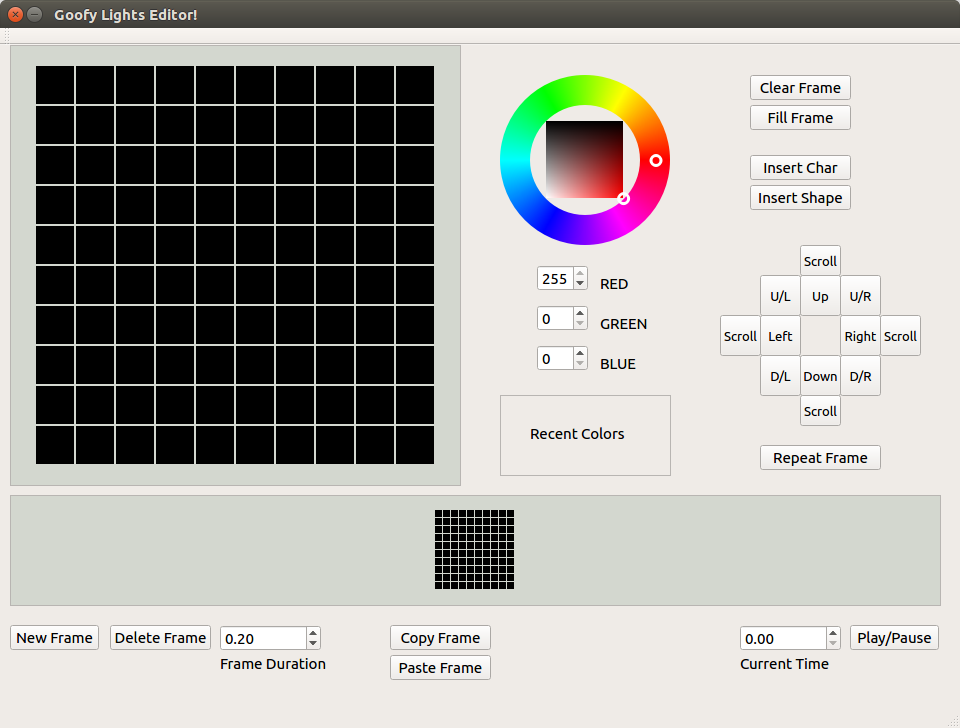 Goofy Lights Editor!
Clear Frame
Fill Frame
Insert Char
Insert Shape
255 RED
0 GREEN
0 BLUE
Recent Colors
Scroll
U/L Up U/R
Scroll Left Right Scroll
D/L Down D/R
Scroll
Repeat Frame
New Frame Delete Frame 0.20 Copy Frame 0.00 Play/Pause
Frame Duration Paste Frame Current Time